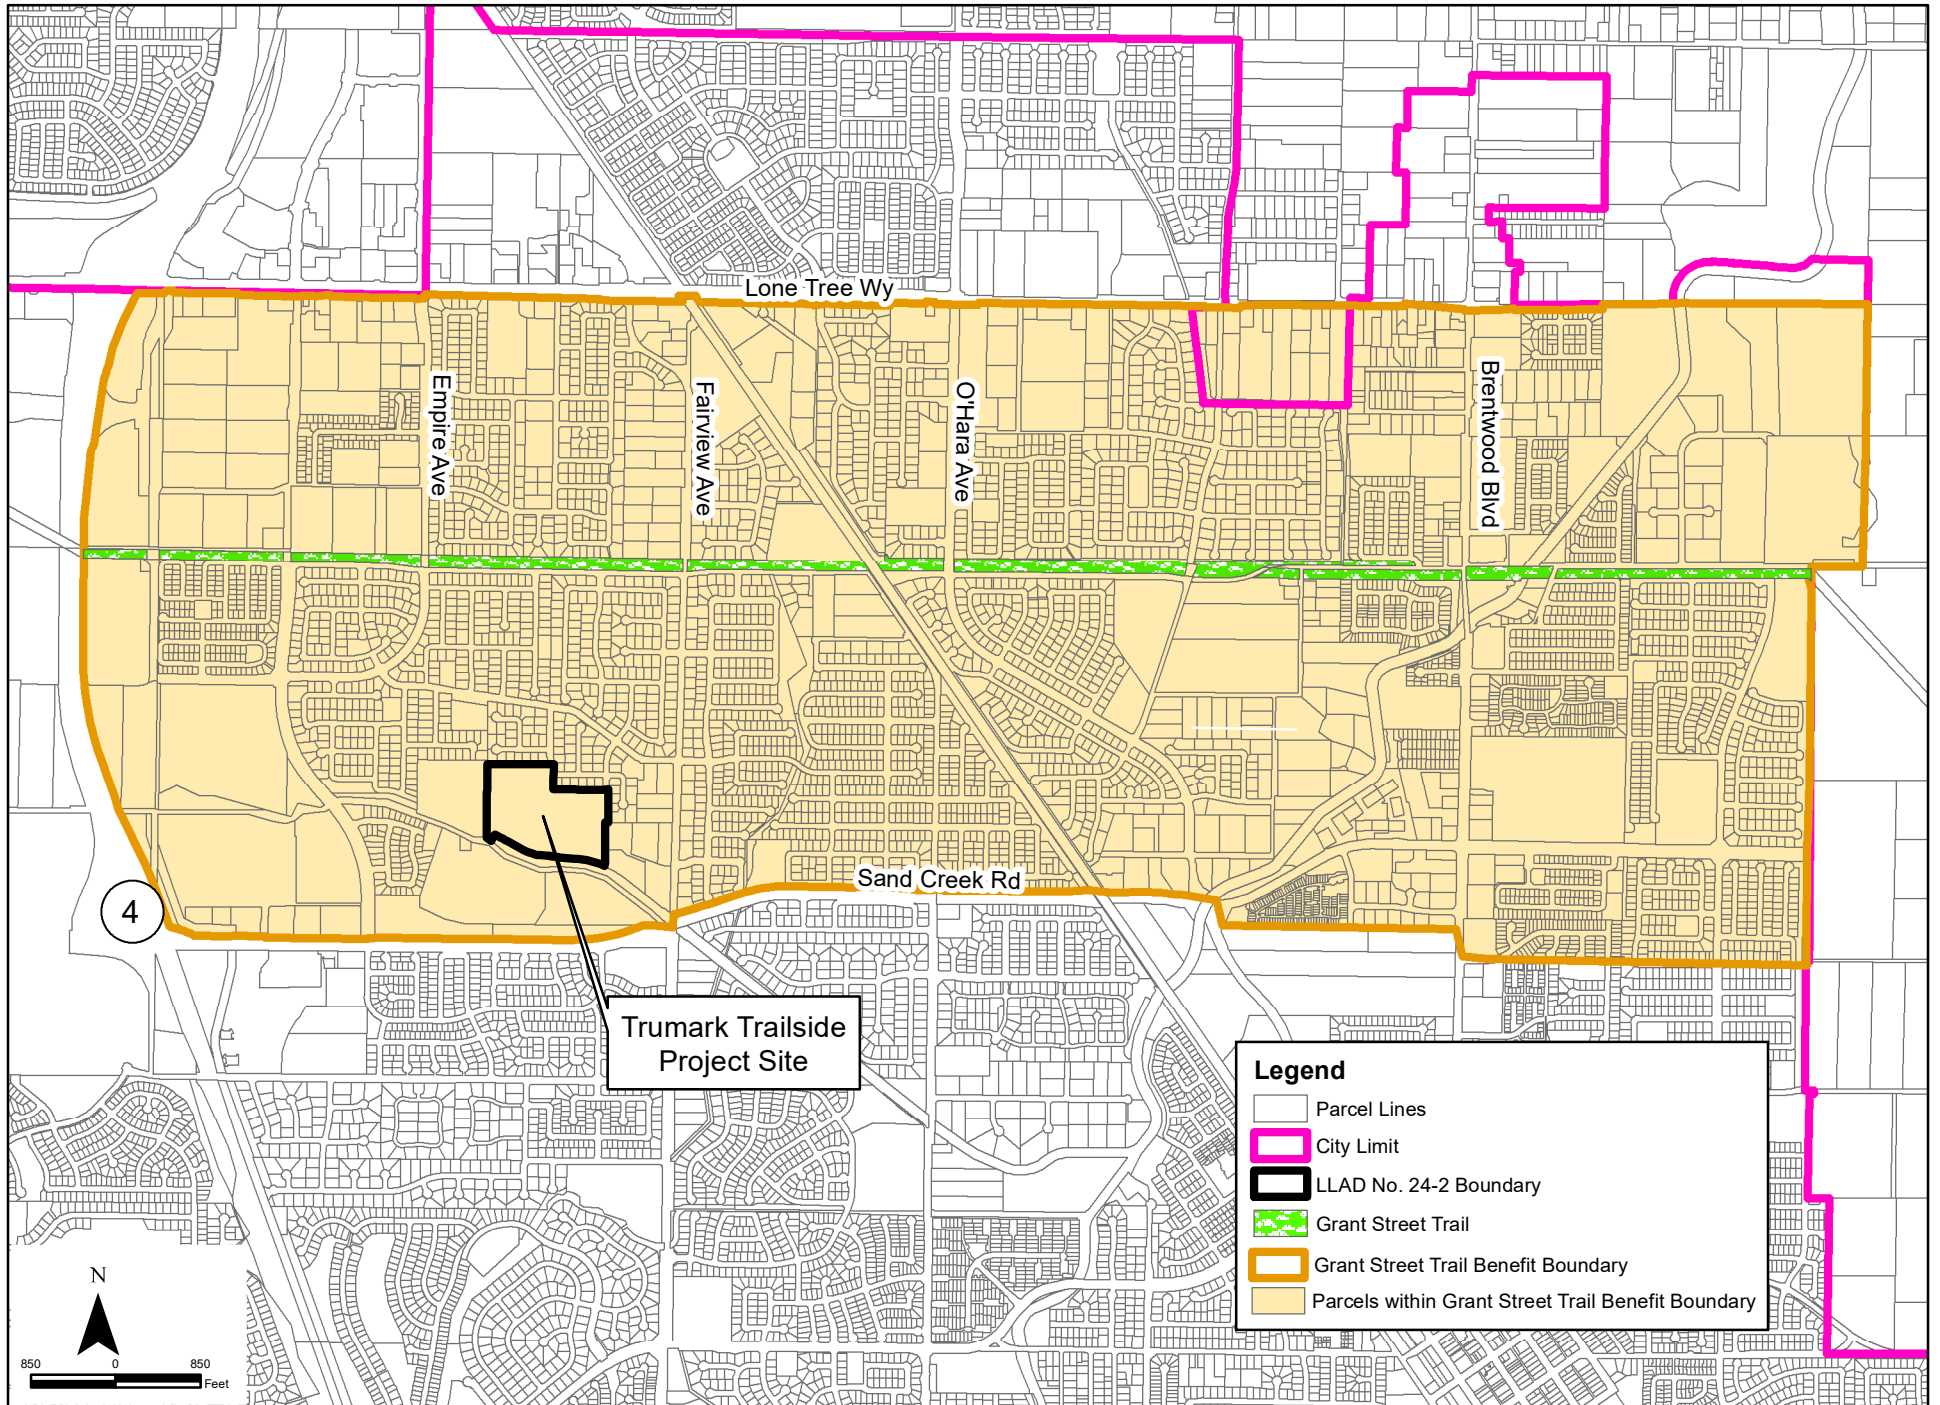 Lone Tree Wy
Empire Ave
Fairview Ave
O'Hara Ave
Brentwood Blvd
Sand Creek Rd
4
Trumark Trailside
Project Site
Legend
Parcel Lines
City Limit
LLAD No. 24-2 Boundary
Grant Street Trail
Grant Street Trail Benefit Boundary
Parcels within Grant Street Trail Benefit Boundary
N
850 0 850
Feet